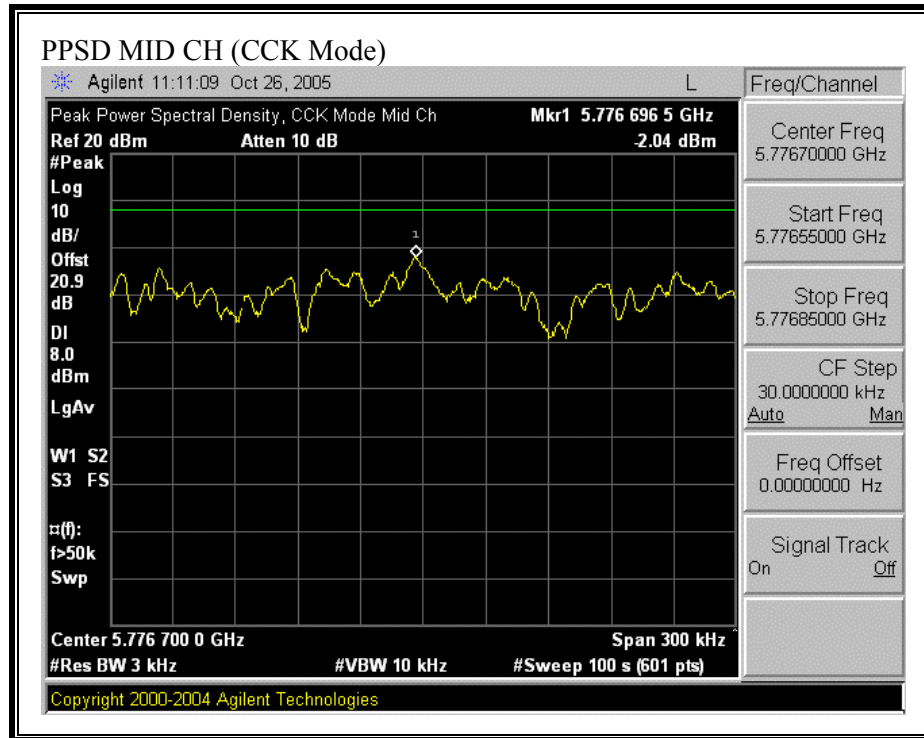 PPSD MID CH (CCK Mode)
Agilent 11:11:09 Oct 26, 2005 L
Freq/Channel
Peak Power Spectral Density, CCK Mode Mid Ch Mkr1 5.776 696 5 GHz
Ref 20 dBm Atten 10 dB -2.04 dBm
#Peak
Log
10
dB/
Offst
20.9
dB
DI
8.0
dBm
LgAv
W1 S2
S3 FS
¤(f):
f>50k
Swp
1
Center 5.776 700 0 GHz Span 300 kHz
#Res BW 3 kHz #VBW 10 kHz #Sweep 100 s (601 pts)
Copyright 2000-2004 Agilent Technologies
Center Freq
5.77670000 GHz
Start Freq
5.77655000 GHz
Stop Freq
5.77685000 GHz
CF Step
30.0000000 kHz
Auto Man
Freq Offset
0.00000000 Hz
Signal Track
On Off